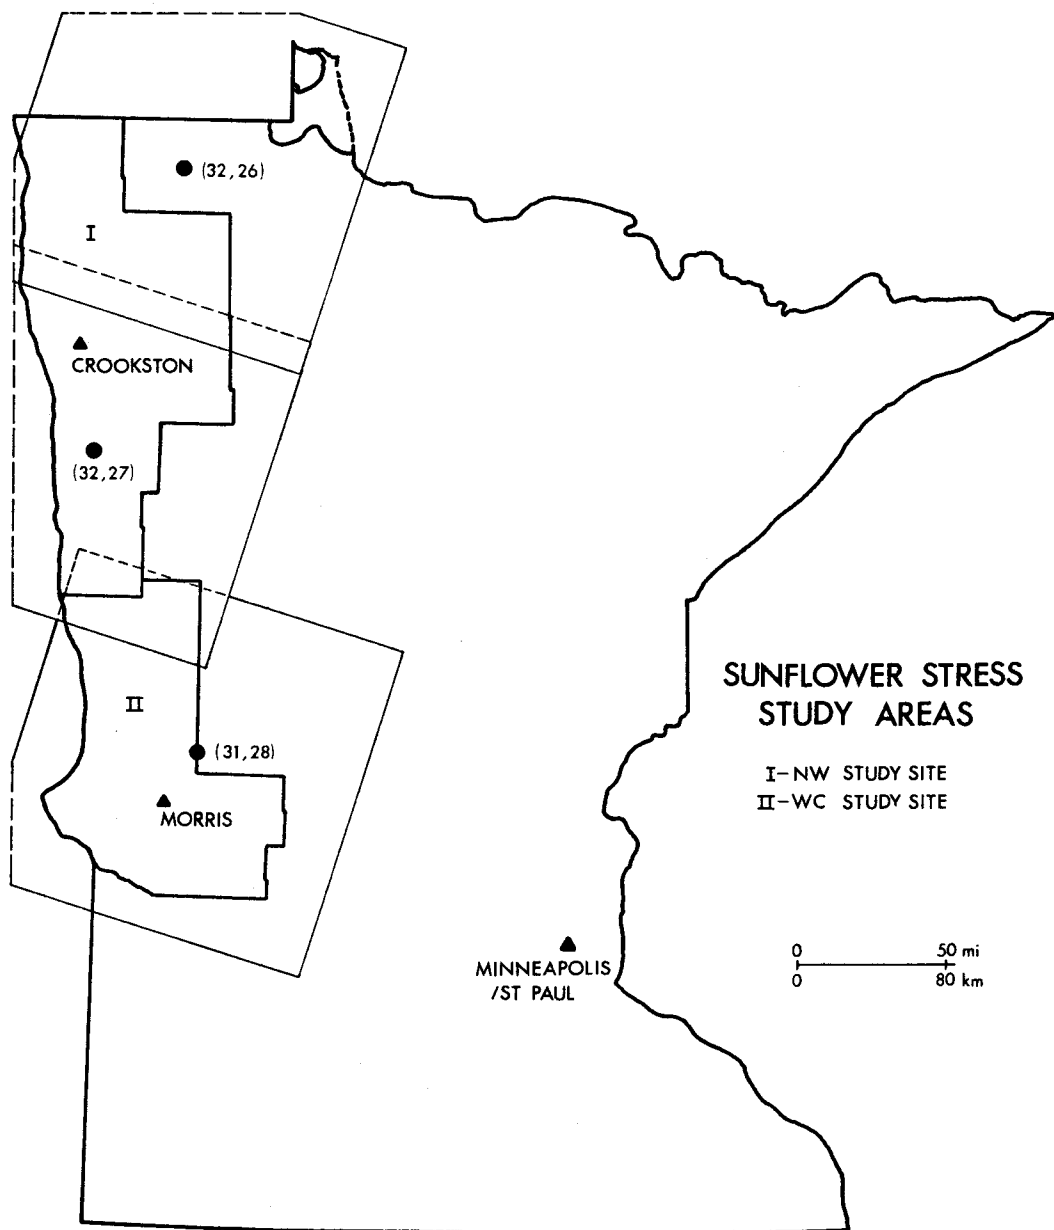 (32,26)
I
CROOKSTON
(32,27)
II
(31,28)
MORRIS
SUNFLOWER STRESS
STUDY AREAS
I-NW STUDY SITE
II-WC STUDY SITE
MINNEAPOLIS
/ST PAUL
0 50 mi
0 80 km